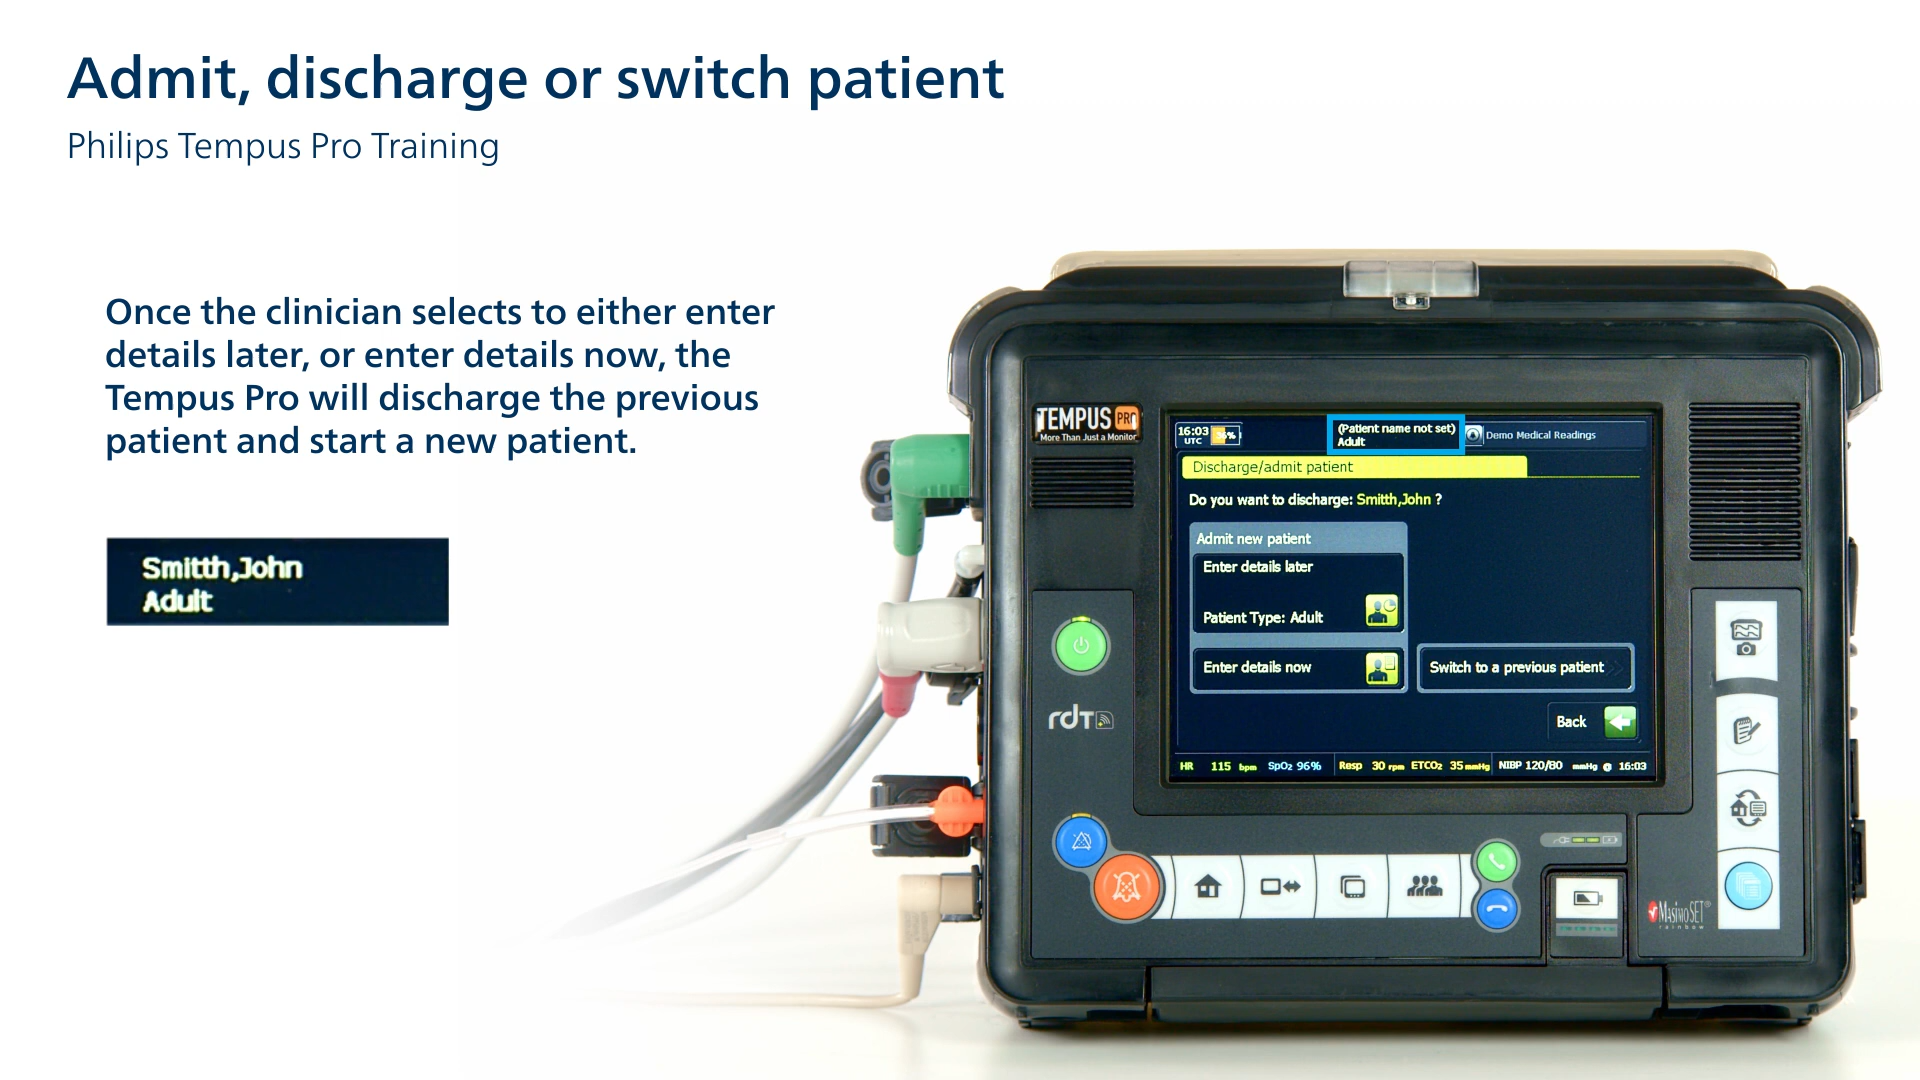 Admit, discharge or switch patient
Philips Tempus Pro Training
Once the clinician selects to either enter
details later, or enter details now, the
Tempus Pro will discharge the previous
patient and start a new patient.
Smitth,John
Adult
TEMPUS PRO
More Than Just a Monitor
16:03
UTC
(Patient name not set)
Adult
Demo Medical Readings
Discharge/admit patient
Do you want to discharge: Smitth,John ?
Admit new patient
Enter details later
Patient Type: Adult
Enter details now
Switch to a previous patient
Back
HR 115 bpm SpO₂ 96% Resp 30 rpm ETCO₂ 35 mmHg NIBP 120/80 mmHg @ 16:03
rdT
Masimo SET®
rainbow